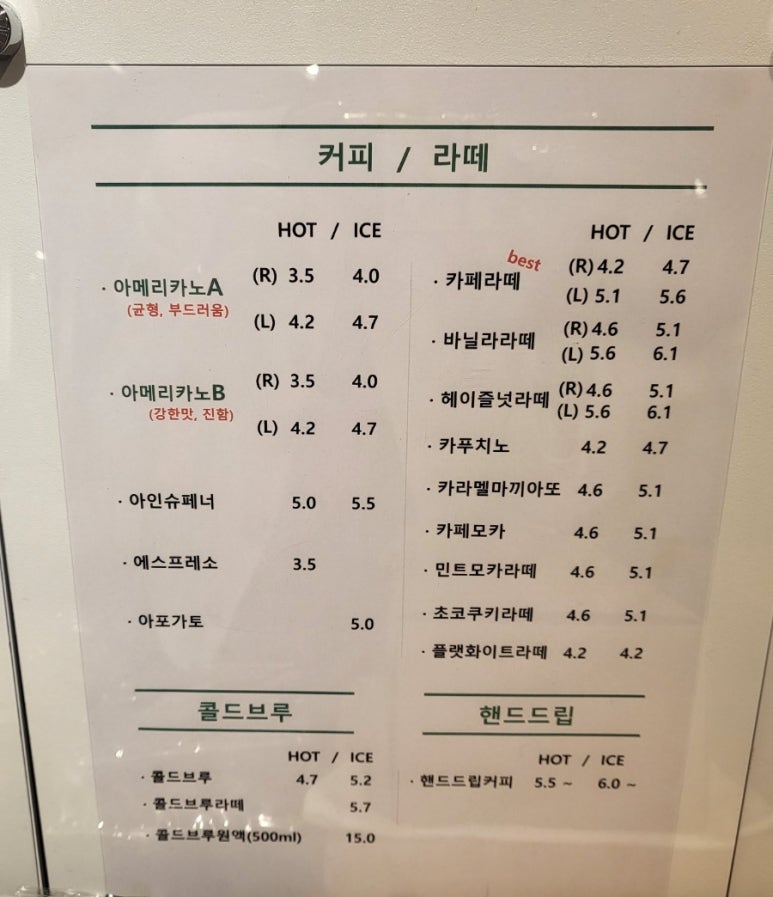 커피 / 라떼
HOT / ICE
· 아메리카노A (R) 3.5 4.0
(균형, 부드러움)
(L) 4.2 4.7
· 아메리카노B (R) 3.5 4.0
(강한맛, 진함)
(L) 4.2 4.7
· 아인슈페너 5.0 5.5
· 에스프레소 3.5
· 아포가토 5.0
HOT / ICE
best
· 카페라떼 (R) 4.2 4.7
(L) 5.1 5.6
· 바닐라라떼 (R) 4.6 5.1
(L) 5.6 6.1
· 헤이즐넛라떼 (R) 4.6 5.1
(L) 5.6 6.1
· 카푸치노 4.2 4.7
· 카라멜마끼아또 4.6 5.1
· 카페모카 4.6 5.1
· 민트모카라떼 4.6 5.1
· 초코쿠키라떼 4.6 5.1
· 플랫화이트라떼 4.2 4.2
콜드브루
HOT / ICE
· 콜드브루 4.7 5.2
· 콜드브루라떼 5.7
· 콜드브루원액(500ml) 15.0
핸드드립
HOT / ICE
· 핸드드립커피 5.5 ~ 6.0 ~